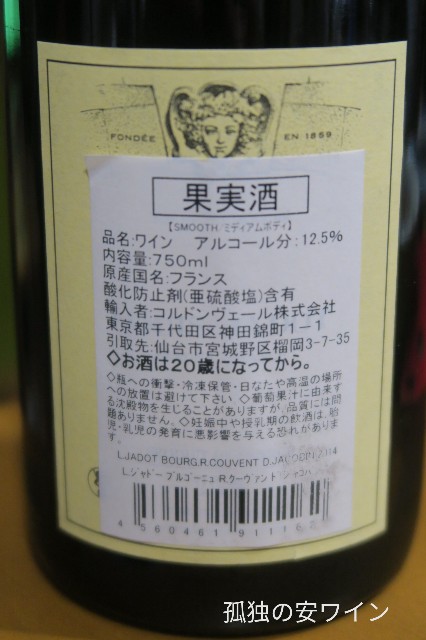 FONDÉE EN 1859
果実酒
【SMOOTH/ミディアムボディ】
品名:ワイン アルコール分:12.5%
内容量:750ml
原産国名:フランス
酸化防止剤(亜硫酸塩)含有
輸入者:コルドンヴェール株式会社
東京都千代田区神田錦町1-1
引取先:仙台市宮城野区榴岡3-7-35
◇お酒は20歳になってから。
◇瓶への衝撃・冷凍保管・日なたや高温の場所
への放置は避けて下さい ◇葡萄果汁に由来す
る沈殿物を生じることがありますが、品質には問
題ありません。◇妊娠中や授乳期の飲酒は、胎
児・乳児の発育に悪影響を与える恐れがありま
す。
L.JADOT BOURG.R.COUVENT D.JACOBIN 2014
L.ジャドー ブルゴーニュ R.クーヴァン
4 560461 91116
孤独の安ワイン